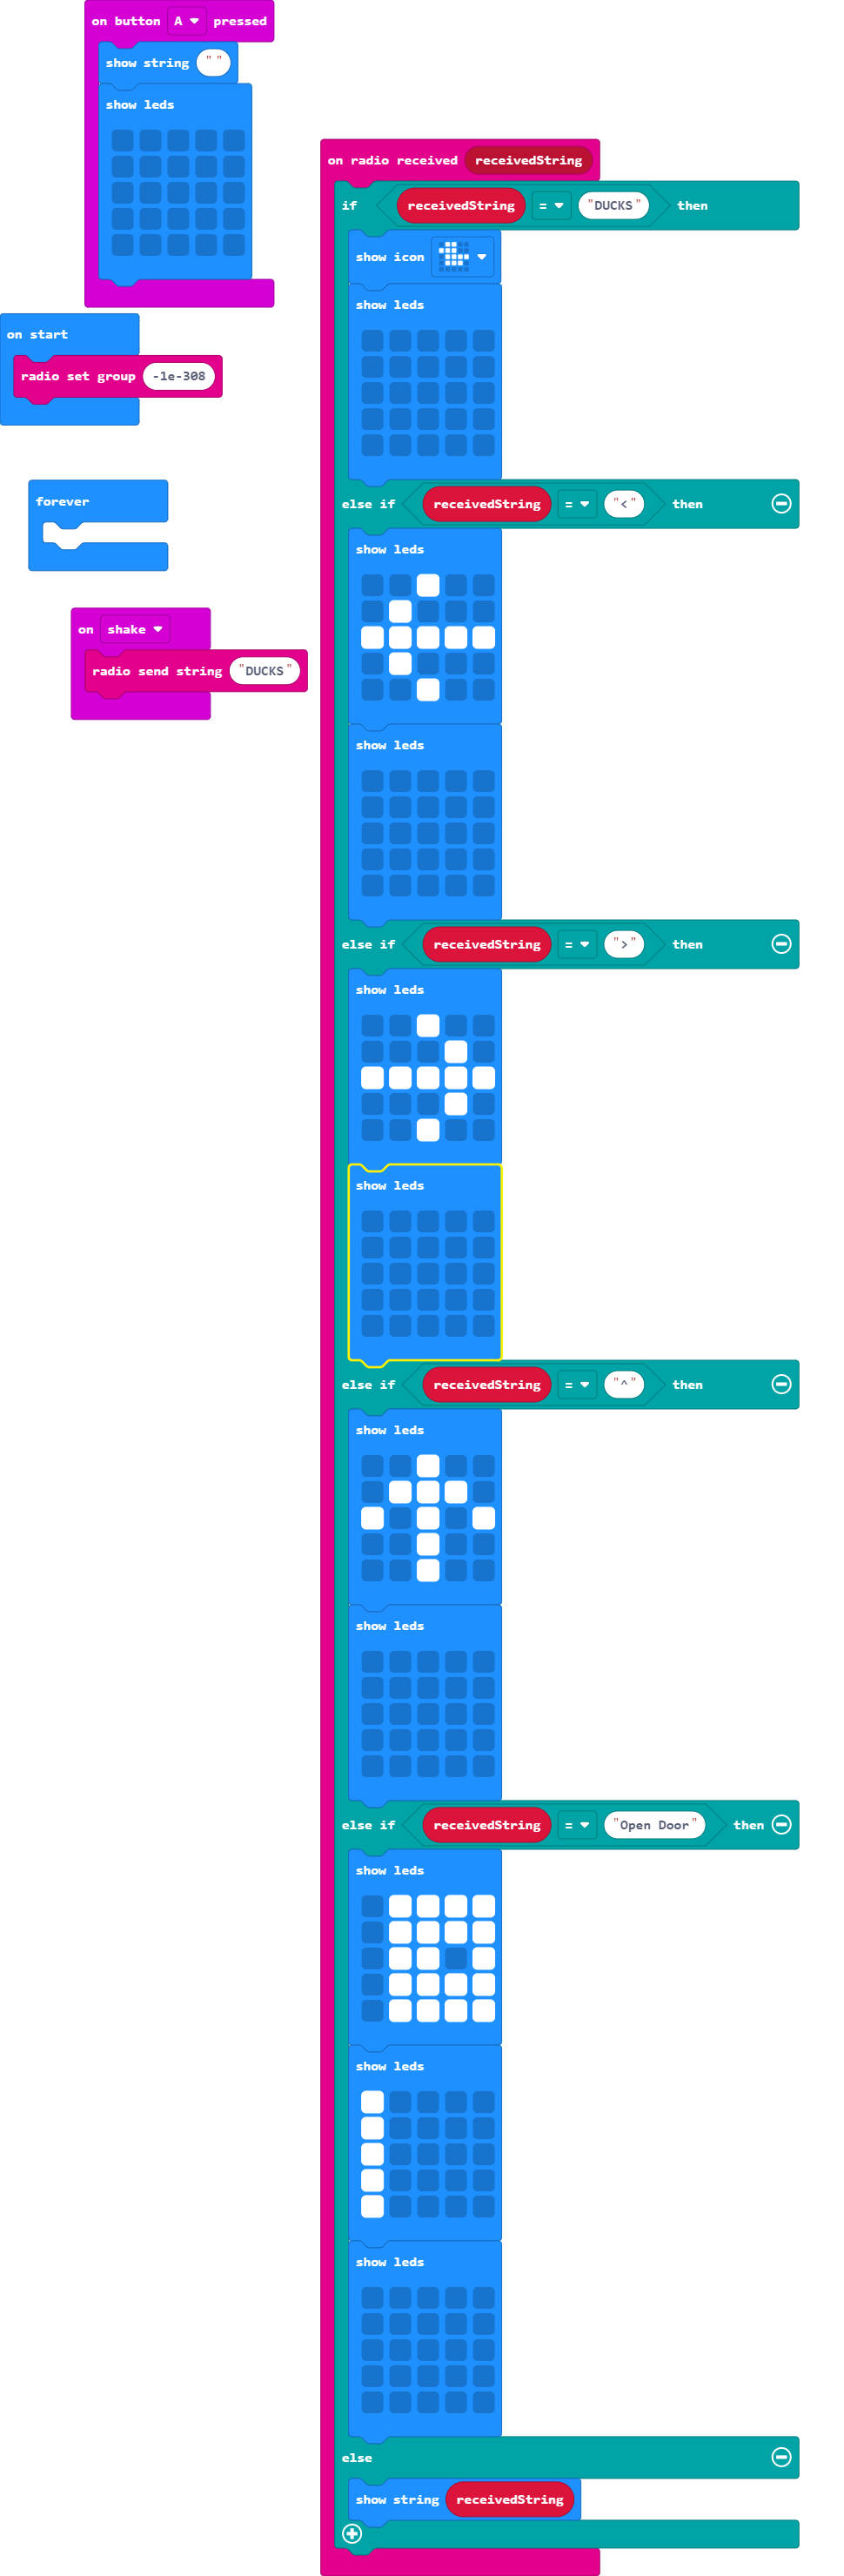 on button A pressed
show string " "
show leds
on start
radio set group -1e-308
forever
on shake
radio send string "DUCKS"
on radio received receivedString
if receivedString = "DUCKS" then
show icon
show leds
else if receivedString = "<" then
show leds
show leds
else if receivedString = ">" then
show leds
show leds
else if receivedString = "^" then
show leds
show leds
else if receivedString = "Open Door" then
show leds
show leds
show leds
else
show string receivedString